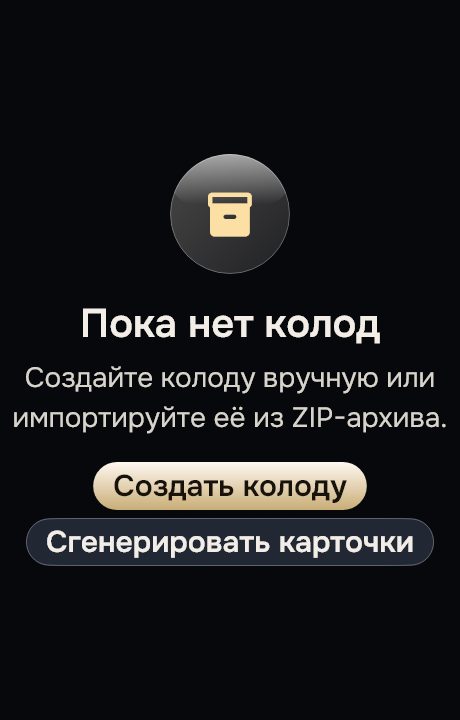 Пока нет колод
Создайте колоду вручную или
импортируйте её из ZIP-архива.
Создать колоду
Сгенерировать карточки